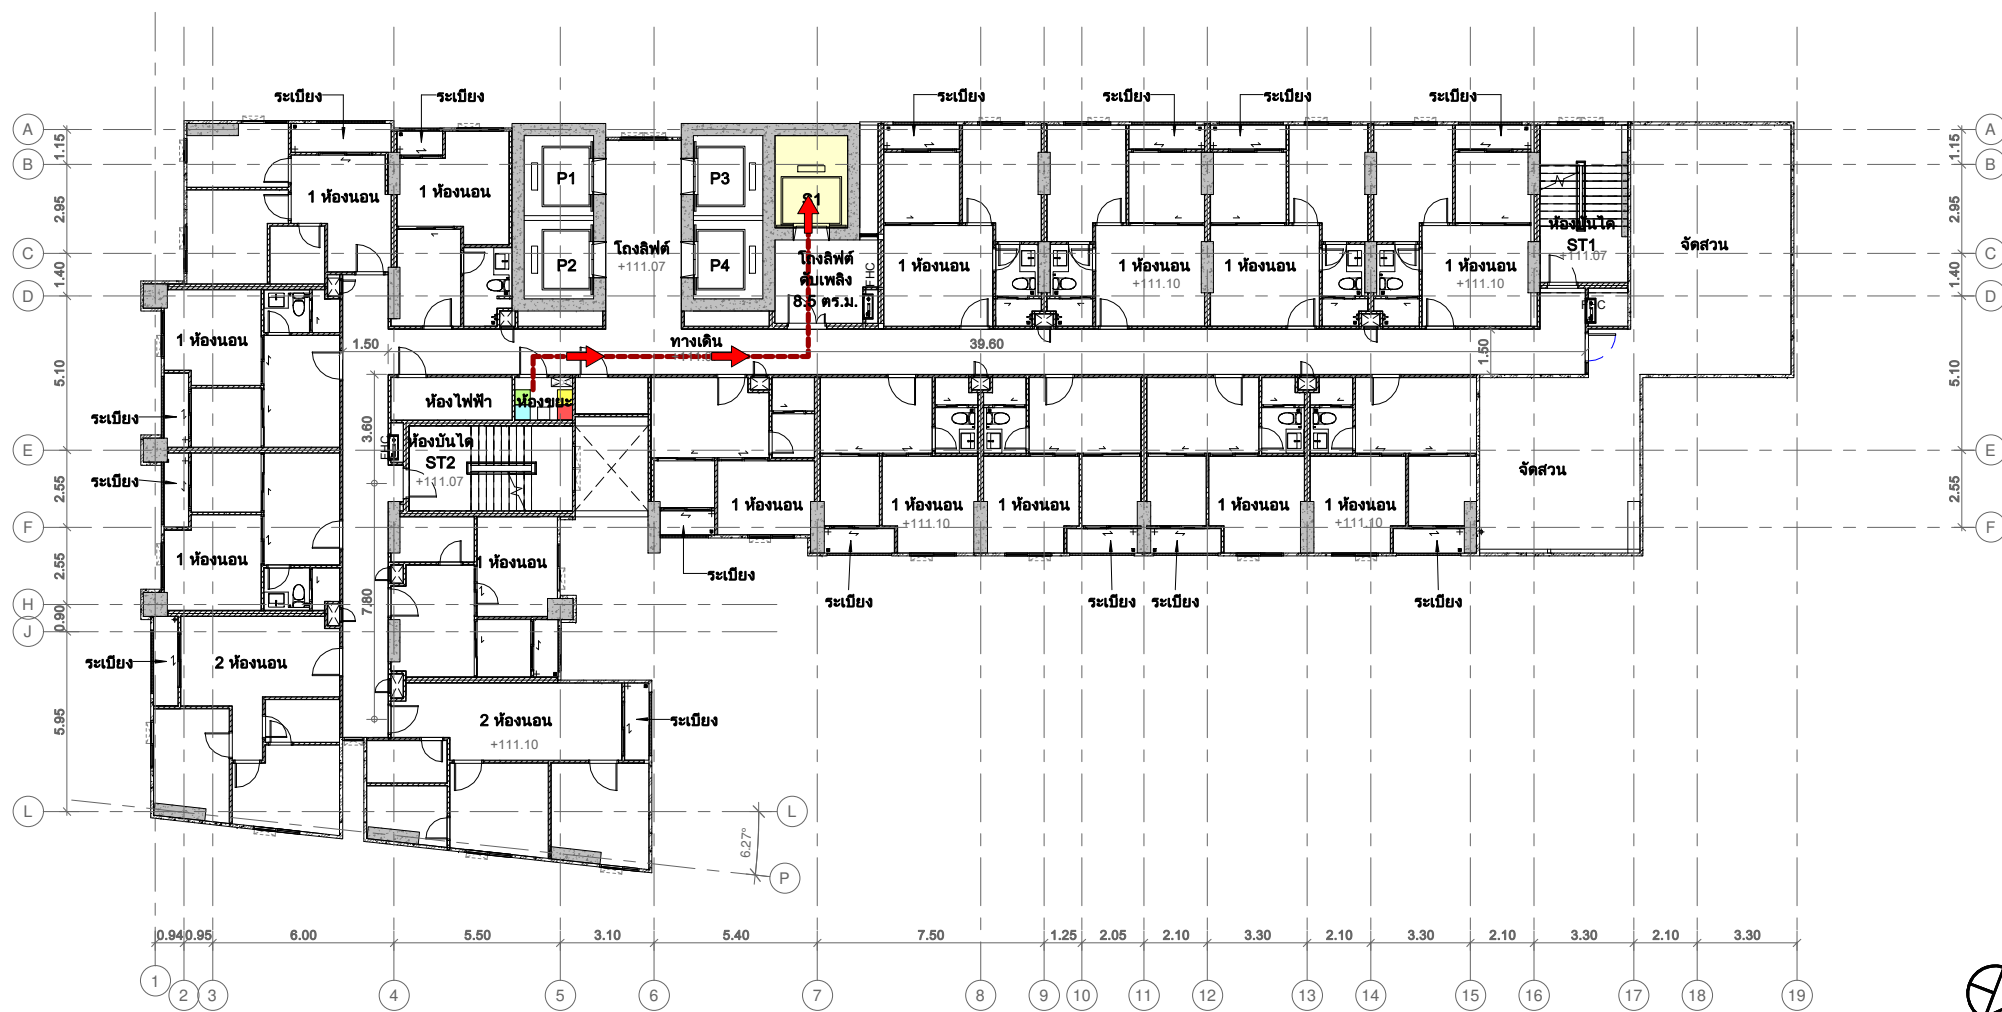 ระเบียง ระเบียง ระเบียง ระเบียง ระเบียง ระเบียง
A A
1.15 1.15
B P1 P3 B
2.95 1 ห้องนอน 1 ห้องนอน S1 2.95
ห้องบันได
C โถงลิฟต์ โถงลิฟต์ ST1 จัดสวน C
+111.07 +111.07
P2 P4 1 ห้องนอน 1 ห้องนอน 1 ห้องนอน 1 ห้องนอน
1.40 ดับเพลิง FHC +111.10 +111.10 1.40
D 8.5 ตร.ม. FHC D
1 ห้องนอน 1.50 ทางเดิน 39.60 1.50
5.10 5.10
ห้องไฟฟ้า ห้องขยะ
ระเบียง 3.60
FHC ห้องบันได
E ST2 จัดสวน E
ระเบียง +111.07
2.55 1 ห้องนอน 1 ห้องนอน 1 ห้องนอน 1 ห้องนอน 1 ห้องนอน 2.55
+111.10 +111.10
F F
2.55 1 ห้องนอน 1 ห้องนอน
ระเบียง
H 7.80 ระเบียง ระเบียง ระเบียง ระเบียง
0.90
J
ระเบียง 2 ห้องนอน
5.95 2 ห้องนอน ระเบียง
+111.10
L L
6.27°
P
0.94 0.95 6.00 5.50 3.10 5.40 7.50 1.25 2.05 2.10 3.30 2.10 3.30 2.10 3.30 2.10 3.30
1 2 3 4 5 6 7 8 9 10 11 12 13 14 15 16 17 18 19